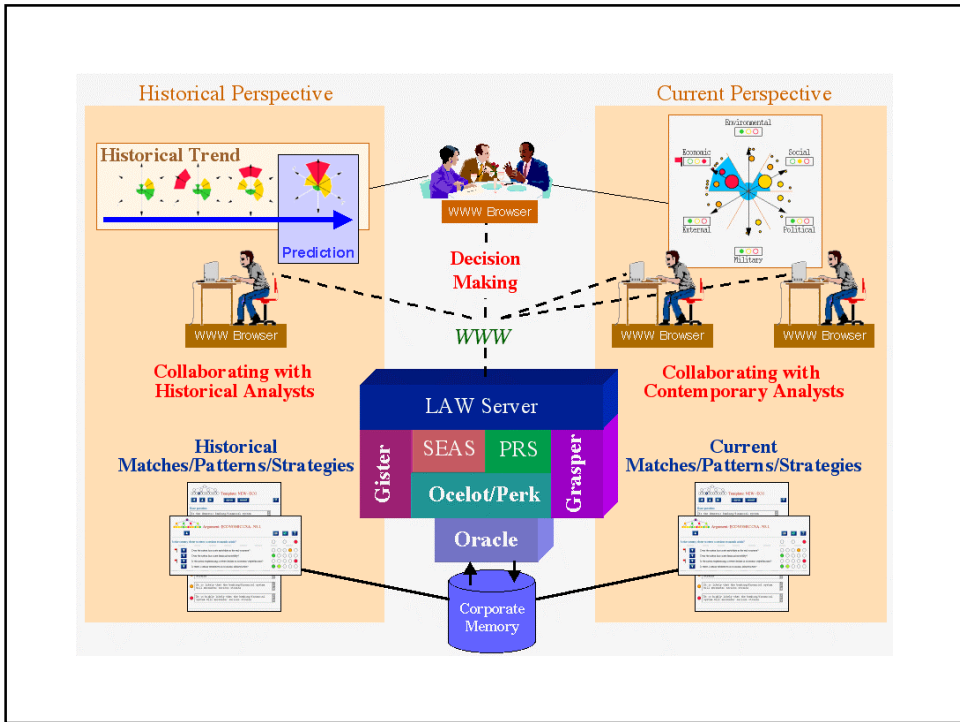 Historical Perspective
Current Perspective
Historical Trend
Prediction
WWW Browser
Environmental
Economic
Social
External
Political
Military
Decision
Making
WWW Browser
WWW
WWW Browser
WWW Browser
Collaborating with
Historical Analysts
Collaborating with
Contemporary Analysts
LAW Server
Gister
SEAS
PRS
Grasper
Ocelot/Perk
Oracle
Corporate
Memory
Historical
Matches/Patterns/Strategies
Current
Matches/Patterns/Strategies